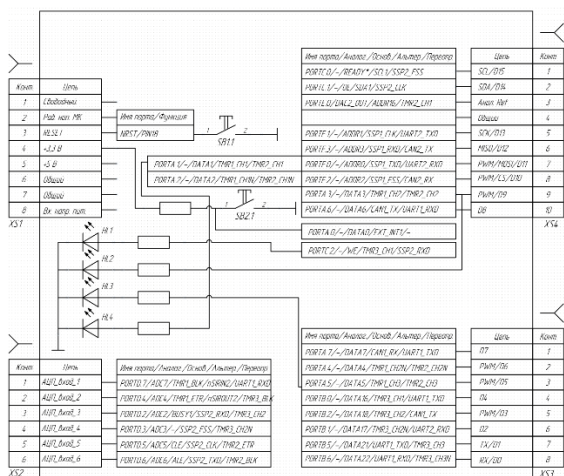 Имя порта/Аналог./Основ/Альтер/Переопр. Цепь Конт.
PORTC.0/-/READY*/SCL1/SSP2_FSS SCL/D15 1
PORTE.1/-/OE/SDA1/SSP2_CLK SDA/D14 2
PORTE.0/DAC2_OUT/ADDR16/TMR2_CH1 Анал. Ref 3
Общий 4
PORTF.1/-/ADDR1/SSP1_CLK/UART2_TXD SCK/D13 5
PORTF.3/-/ADDR3/SSP1_RXD/CAN2_TX MISO/D12 6
PORTF.0/-/ADDR0/SSP1_TXD/UART2_RXD PWM/MOSI/D11 7
PORTF.2/-/ADDR2/SSP1_FSS/CAN2_RX PWM/CS/D10 8
PORTA.3/-/DATA3/TMR1_CH2/TMR2_CH2 PWM/D9 9
PORTA.6/-/DATA6/CAN1_TX/UART1_RXD D8 10
XS4
PORTA.0/-/DATA0/EXT_INT1/-
PORTC.2/-/WE/TMR3_CH1/SSP2_RXD
Конт. Цепь
1 Свободный
2 Раб. нап. МК
3 RESET
4 +3,3 В
5 +5 В
6 Общий
7 Общий
8 Вх. напр. пит.
XS1
Имя порта/Функция
NRST/PIN18
1 2
SB1.1
PORTA.1/-/DATA1/TMR1_CH1/TMR2_CH1
PORTA.2/-/DATA2/TMR1_CH1N/TMR2_CH1N
1 2
SB2.1
HL1
HL2
HL3
HL4
Конт. Цепь Имя порта/Аналог./Основ/Альтер/Переопр.
1 АЦП_Вход_1 PORTD.7/ADC7/TMR1_BLK/nSIRIN2/UART1_RXD
2 АЦП_Вход_2 PORTD.4/ADC4/TMR1_ETR/nSIROUT2/TMR3_BLK
3 АЦП_Вход_3 PORTD.2/ADC2/BUSY1/SSP2_RXD/TMR3_CH2
4 АЦП_Вход_4 PORTD.3/ADC3/-/SSP2_FSS/TMR3_CH2N
5 АЦП_Вход_5 PORTD.5/ADC5/CLE/SSP2_CLK/TMR2_ETR
6 АЦП_Вход_6 PORTD.6/ADC6/ALE/SSP2_TXD/TMR2_BLK
XS2
Имя порта/Аналог./Основ/Альтер/Переопр. Цепь Конт.
PORTA.7/-/DATA7/CAN1_RX/UART1_TXD D7 1
PORTA.4/-/DATA4/TMR1_CH2N/TMR2_CH2N PWM/D6 2
PORTA.5/-/DATA5/TMR1_CH3/TMR2_CH3 PWM/D5 3
PORTB.0/-/DATA16/TMR3_CH1/UART1_TXD D4 4
PORTB.2/-/DATA18/TMR3_CH2/CAN1_TX PWM/D3 5
PORTB.1/-/DATA17/TMR3_CH2N/UART2_RXD D2 6
PORTB.5/-/DATA21/UART1_TXD/TMR3_CH3 TX/D1 7
PORTB.6/-/DATA22/UART1_RXD/TMR3_CH3N RX/D0 8
XS3